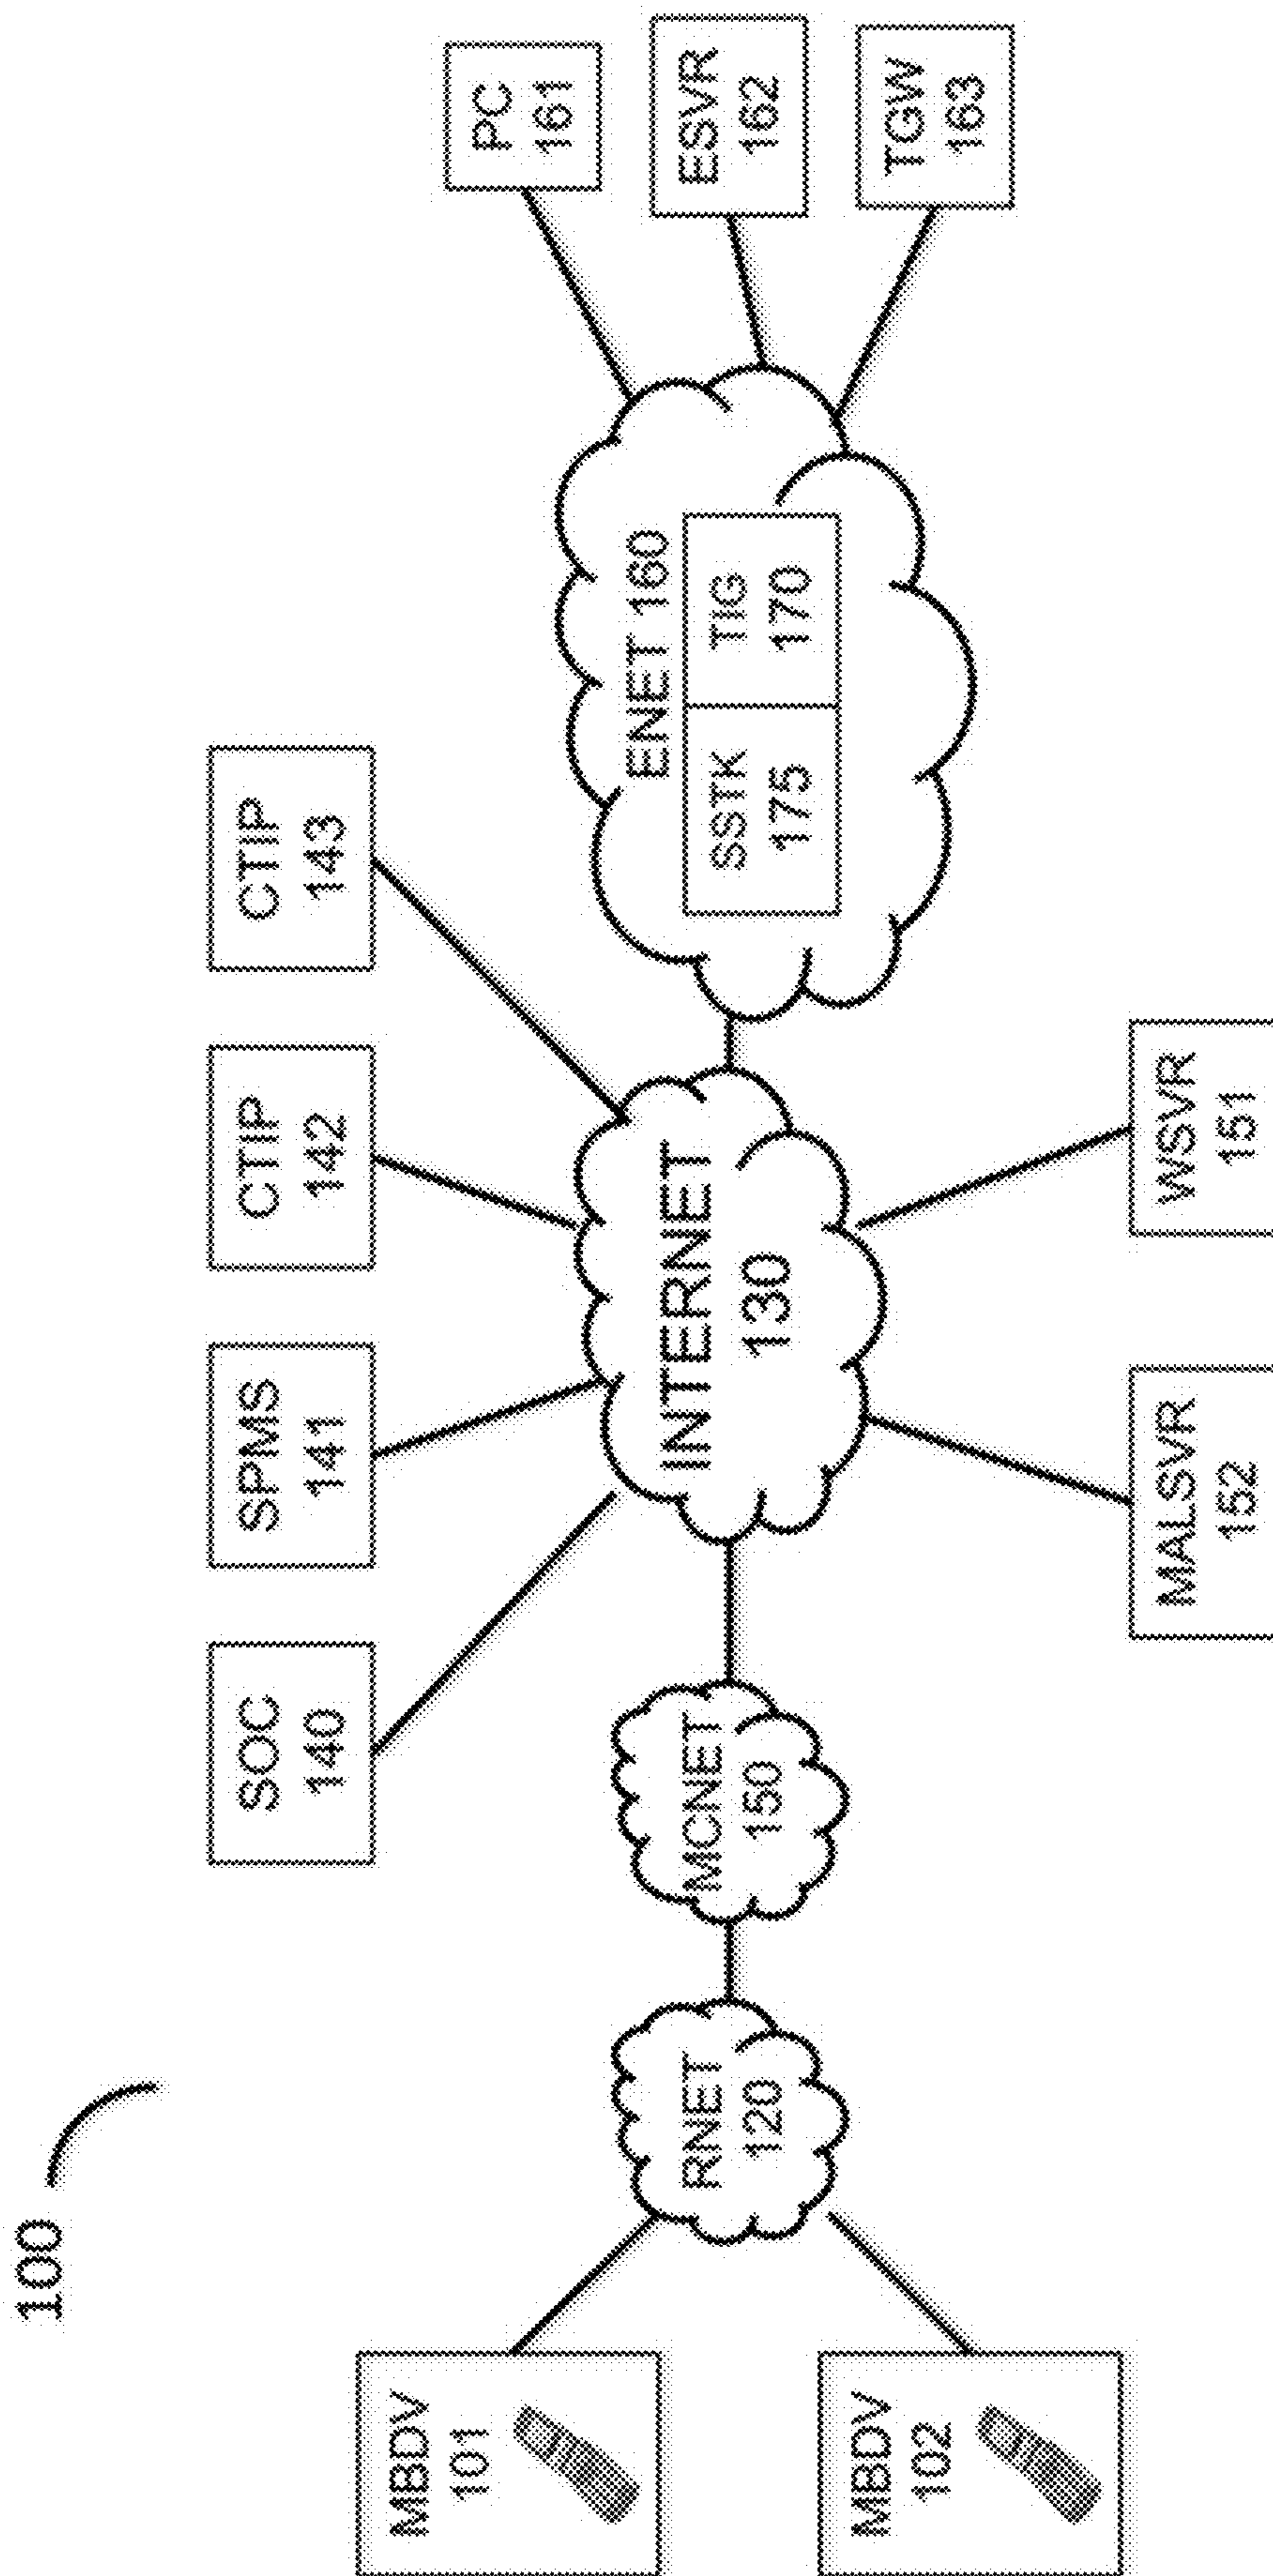 100
SOC
140
SPMS
141
CTIP
142
CTIP
143
MBDV
101
MBDV
102
RNET
120
MCNET
150
INTERNET
130
ENET 160
SSTK
175
TIG
170
PC
161
ESVR
162
TGW
163
MALSVR
152
WSVR
151